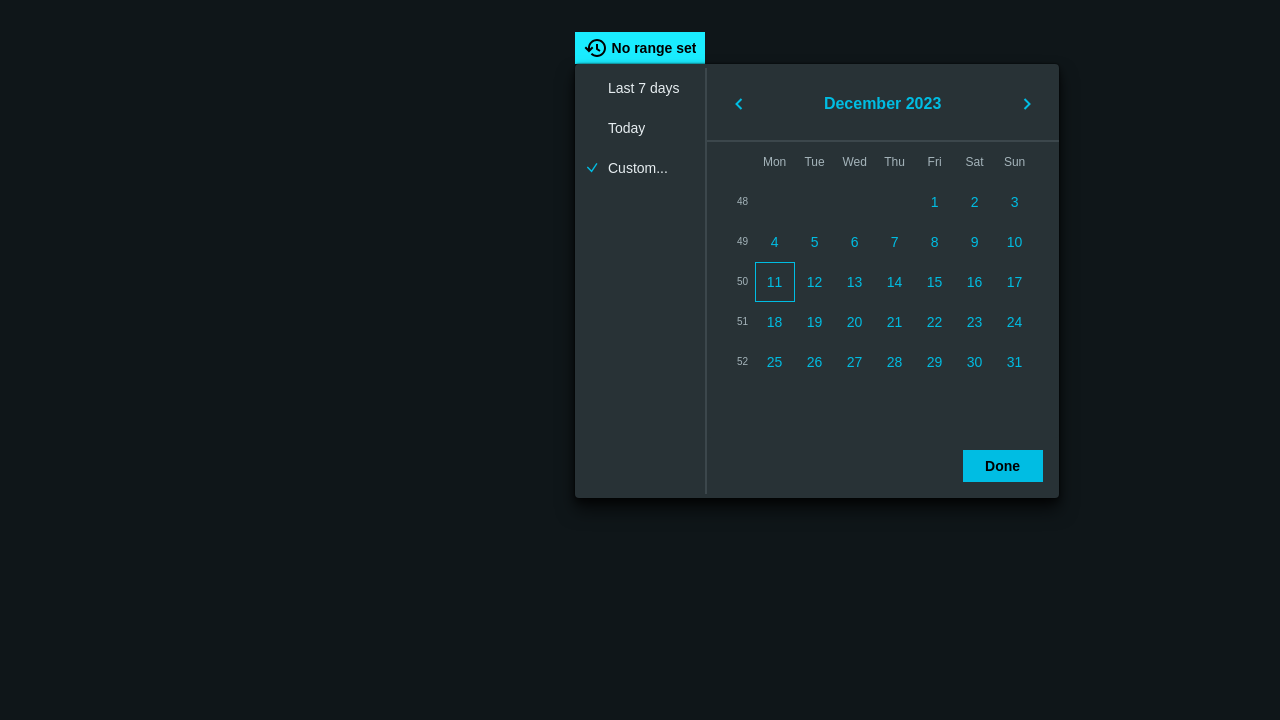 No range set
Last 7 days
Today
Custom...
December 2023
Mon Tue Wed Thu Fri Sat Sun
48 1 2 3
49 4 5 6 7 8 9 10
50 11 12 13 14 15 16 17
51 18 19 20 21 22 23 24
52 25 26 27 28 29 30 31
Done